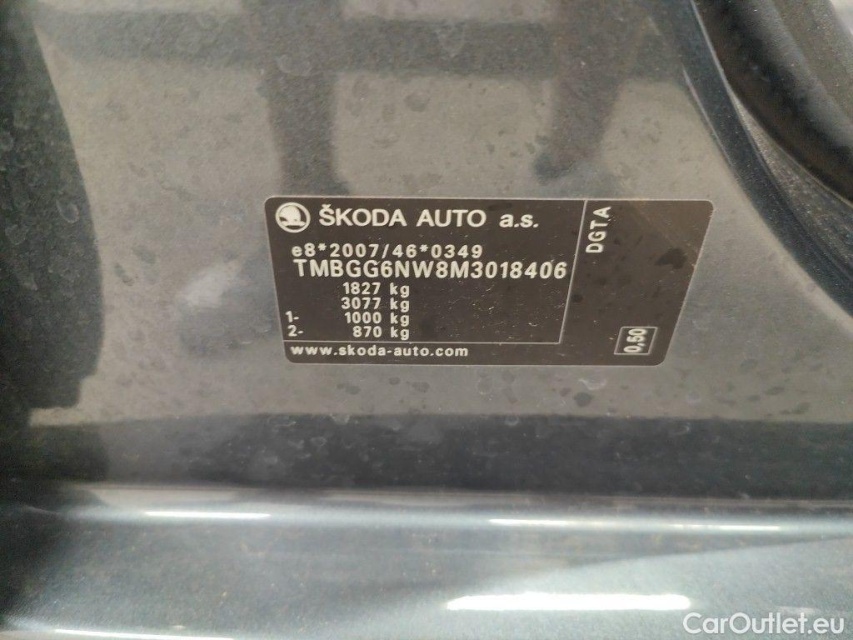 ŠKODA AUTO a.s.
e8*2007/46*0349
TMBGG6NW8M3018406
1827 kg
3077 kg
1- 1000 kg
2- 870 kg
www.skoda-auto.com
DGT.A
0,50
CarOutlet.eu